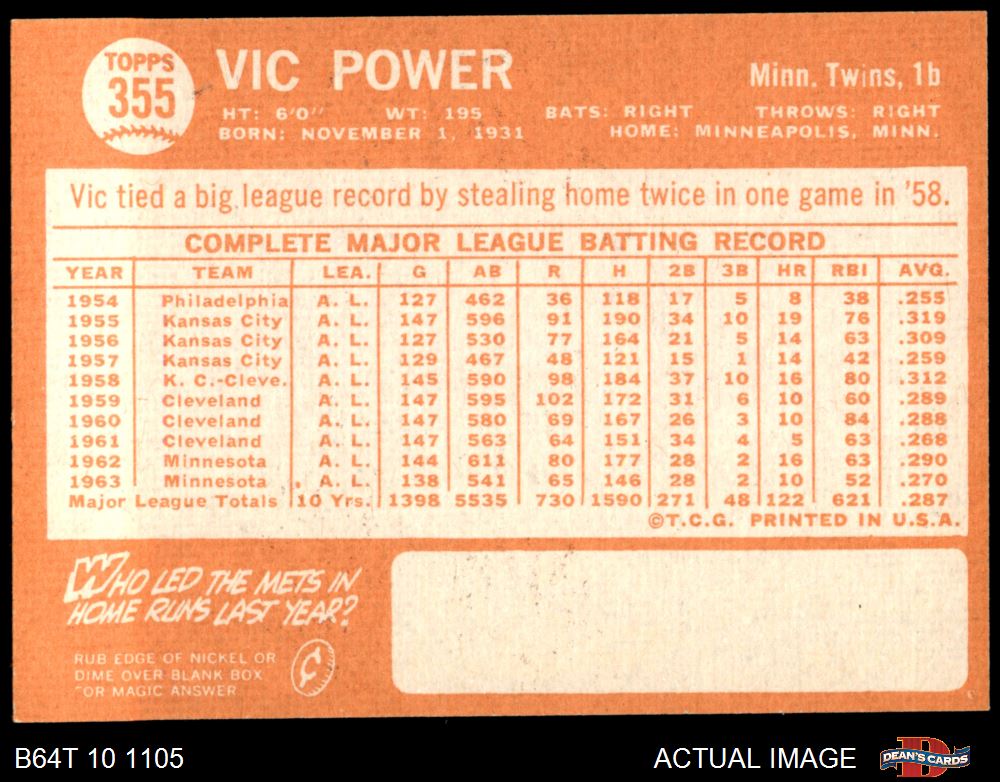 TOPPS
355
VIC POWER
Minn. Twins, 1b
HT: 6'0" WT: 195 BATS: RIGHT THROWS: RIGHT
BORN: NOVEMBER 1, 1931 HOME: MINNEAPOLIS, MINN.
Vic tied a big league record by stealing home twice in one game in '58.
COMPLETE MAJOR LEAGUE BATTING RECORD
YEAR TEAM LEA. G AB R H 2B 3B HR RBI AVG.
1954 Philadelphia A. L. 127 462 36 118 17 5 8 38 .255
1955 Kansas City A. L. 147 596 91 190 34 10 19 76 .319
1956 Kansas City A. L. 127 530 77 164 21 5 14 63 .309
1957 Kansas City A. L. 129 467 48 121 15 1 14 42 .259
1958 K. C.-Cleve. A. L. 145 590 98 184 37 10 16 80 .312
1959 Cleveland A. L. 147 595 102 172 31 6 10 60 .289
1960 Cleveland A. L. 147 580 69 167 26 3 10 84 .288
1961 Cleveland A. L. 147 563 64 151 34 4 5 63 .268
1962 Minnesota A. L. 144 611 80 177 28 2 16 63 .290
1963 Minnesota A. L. 138 541 65 146 28 2 10 52 .270
Major League Totals 10 Yrs. 1398 5535 730 1590 271 48 122 621 .287
©T.C.G. PRINTED IN U.S.A.
WHO LED THE METS IN
HOME RUNS LAST YEAR?
RUB EDGE OF NICKEL OR
DIME OVER BLANK BOX
OR MAGIC ANSWER
B64T 10 1105 ACTUAL IMAGE DEAN'S CARDS